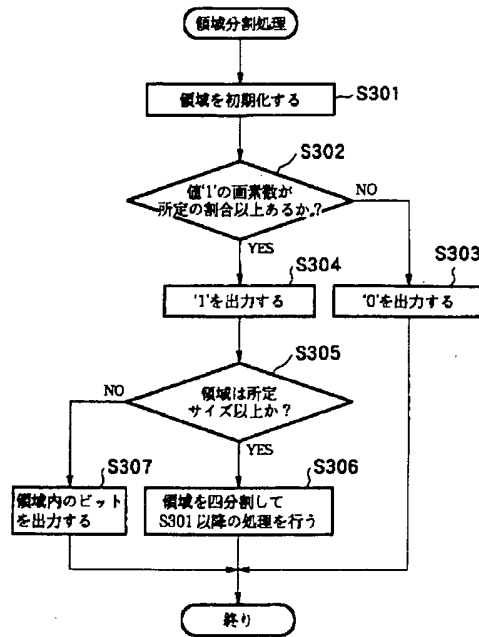 領域分割処理
領域を初期化する
S301
S302
値'1'の画素数が
所定の割合以上あるか?
NO
YES
S304
S303
'1'を出力する
'0'を出力する
S305
領域は所定
サイズ以上か?
NO
YES
S307
S306
領域内のビット
を出力する
領域を四分割して
S301以降の処理を行う
終り